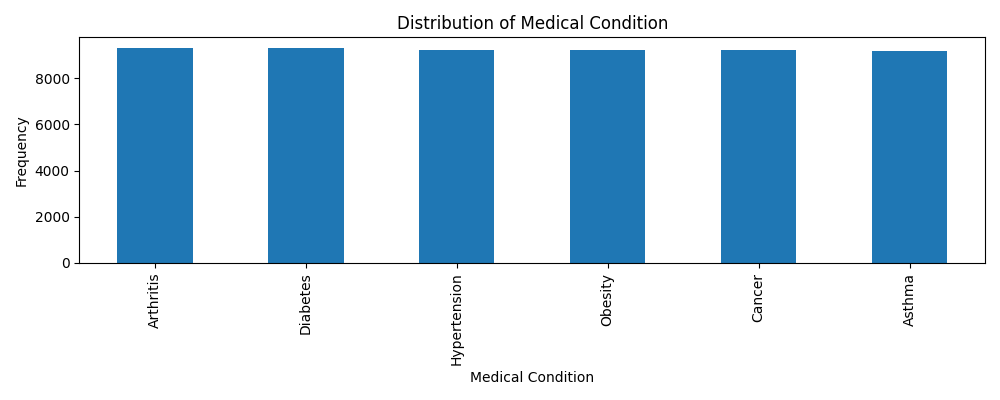 Distribution of Medical Condition
Frequency
8000
6000
4000
2000
0
Arthritis
Diabetes
Hypertension
Obesity
Cancer
Asthma
Medical Condition